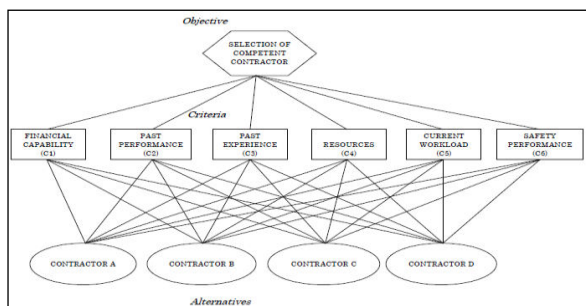 Objective
SELECTION OF
COMPETENT
CONTRACTOR
Criteria
FINANCIAL
CAPABILITY
(C1)
PAST
PERFORMANCE
(C2)
PAST
EXPERIENCE
(C3)
RESOURCES
(C4)
CURRENT
WORKLOAD
(C5)
SAFETY
PERFORMANCE
(C6)
CONTRACTOR A
CONTRACTOR B
CONTRACTOR C
CONTRACTOR D
Alternatives